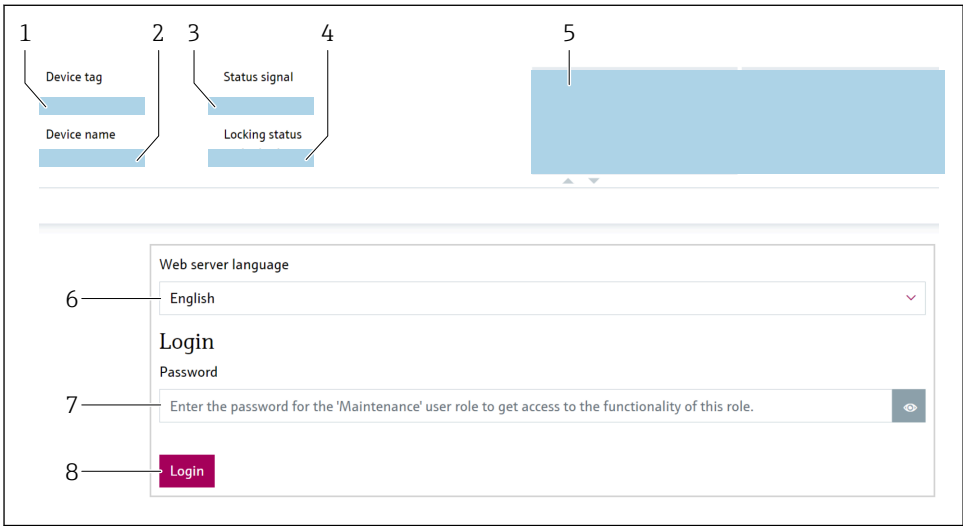 1 2 3 4 5
Device tag Status signal
Device name Locking status
Web server language
6 English
Login
Password
7 Enter the password for the 'Maintenance' user role to get access to the functionality of this role.
8 Login